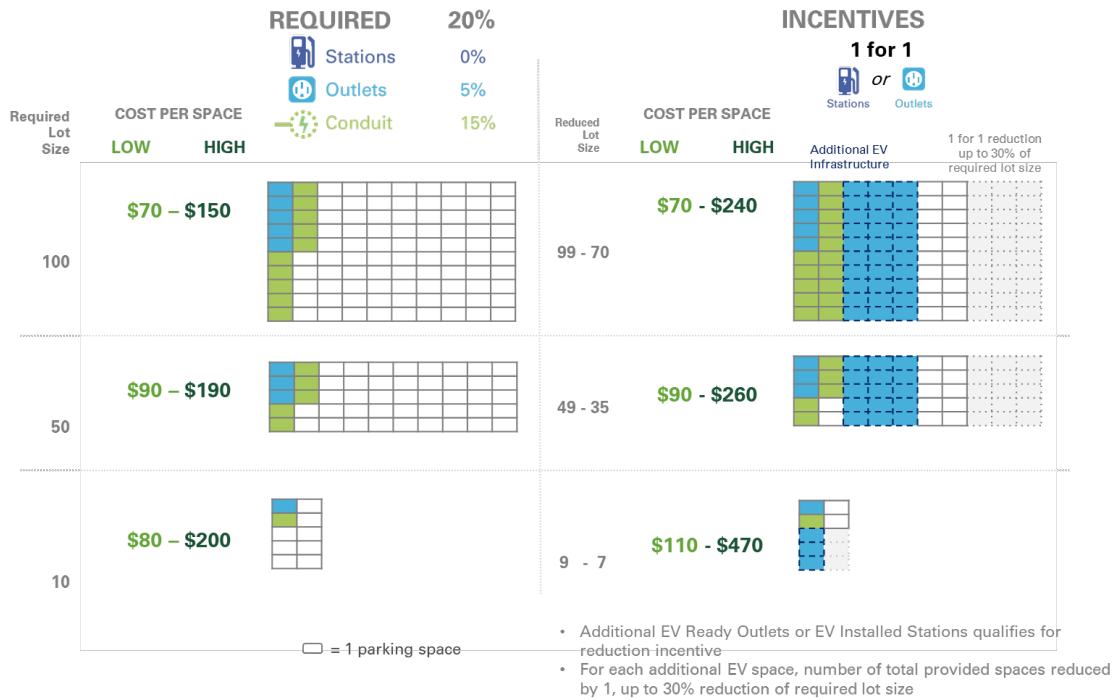 REQUIRED 20%
Stations 0%
Outlets 5%
Conduit 15%
INCENTIVES
1 for 1
or
Stations Outlets
Required
Lot
Size
COST PER SPACE
LOW HIGH
Reduced
Lot
Size
COST PER SPACE
LOW HIGH
Additional EV
Infrastructure
1 for 1 reduction
up to 30% of
required lot size
100
$70 – $150
99 - 70
$70 - $240
50
$90 – $190
49 - 35
$90 - $260
10
$80 – $200
9 - 7
$110 - $470
= 1 parking space
• Additional EV Ready Outlets or EV Installed Stations qualifies for
reduction incentive
• For each additional EV space, number of total provided spaces reduced
by 1, up to 30% reduction of required lot size